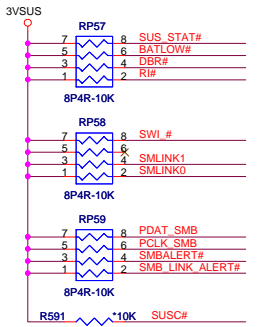 3VSUS
RP57
7 8 SUS_STAT#
5 6 BATLOW#
3 4 DBR#
1 2 RI#
8P4R-10K
RP58
7 8 SWI_#
5 6
3 4 SMLINK1
1 2 SMLINK0
8P4R-10K
RP59
7 8 PDAT_SMB
5 6 PCLK_SMB
3 4 SMBALERT#
1 2 SMB_LINK_ALERT#
8P4R-10K
R591 *10K SUSC#